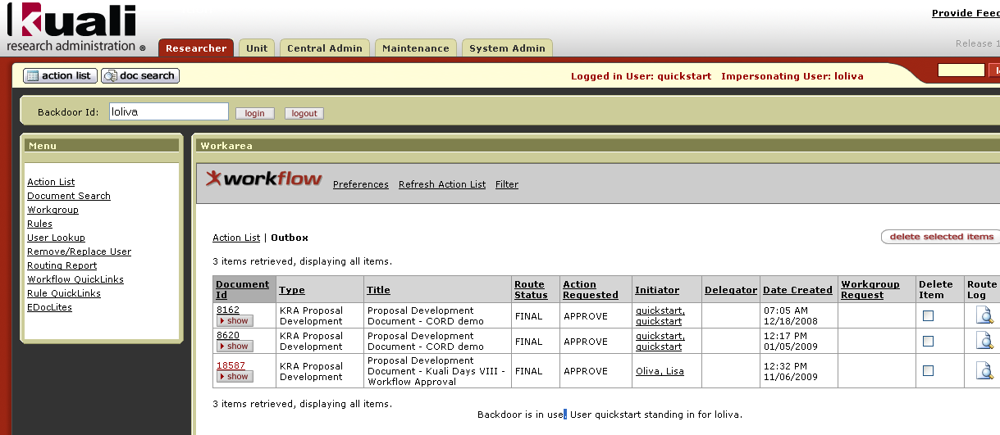 Kuali
research administration ®
Provide Feed
Release 1
Researcher Unit Central Admin Maintenance System Admin
action list doc search Logged in User: quickstart Impersonating User: loliva
Backdoor Id: loliva login logout
Menu
Action List
Document Search
Workgroup
Rules
User Lookup
Remove/Replace User
Routing Report
Workflow QuickLinks
Rule QuickLinks
EDocLites
Workarea
workflow Preferences Refresh Action List Filter
Action List | Outbox delete selected items
3 items retrieved, displaying all items.
Document Id Type Title Route Status Action Requested Initiator Delegator Date Created Workgroup Request Delete Item Route Log
8162 show KRA Proposal Development Proposal Development Document - CORD demo FINAL APPROVE quickstart, quickstart 07:05 AM 12/18/2008
8620 show KRA Proposal Development Proposal Development Document - CORD demo FINAL APPROVE quickstart, quickstart 12:17 PM 01/05/2009
18587 show KRA Proposal Development Proposal Development Document - Kuali Days VIII - Workflow Approval FINAL APPROVE Oliva, Lisa 12:32 PM 11/06/2009
3 items retrieved, displaying all items.
Backdoor is in use. User quickstart standing in for loliva.